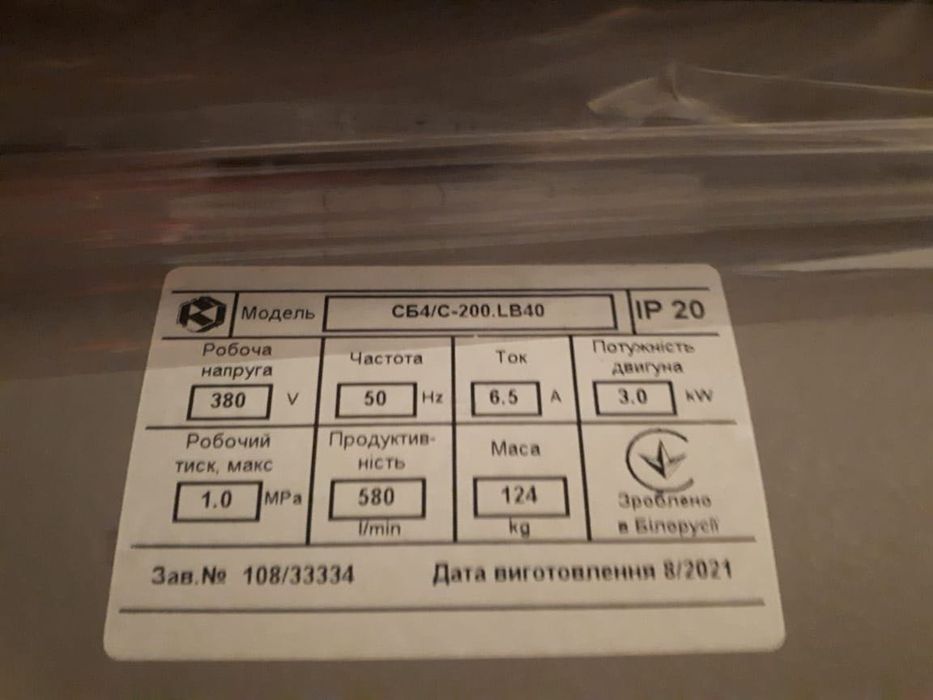 Модель СБ4/С-200.LB40 IP 20
Робоча напруга
380 V
Частота
50 Hz
Ток
6.5 A
Потужність двигуна
3.0 kW
Робочий тиск, макс
1.0 MPa
Продуктив-
ність
580
l/min
Маса
124
kg
Зроблено
в Білорусії
Зав.№ 108/33334 Дата виготовлення 8/2021